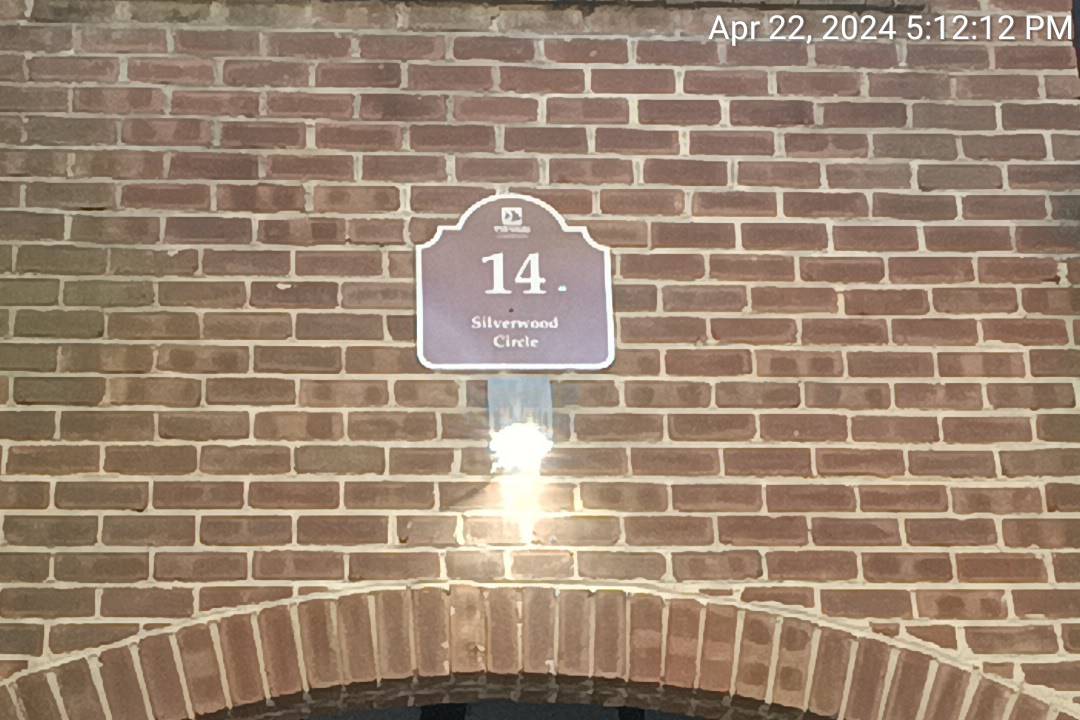 Apr 22, 2024 5:12:12 PM
14.
Silverwood
Circle